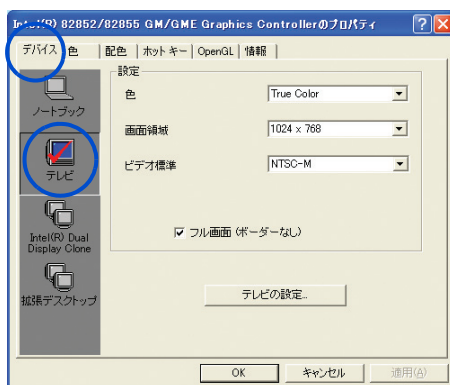 Intel(R) 82852/82855 GM/GME Graphics Controllerのプロパティ
デバイス 色 配色 ホット キー OpenGL 情報
設定
ノートブック
色 True Color
画面領域 1024 x 768
テレビ
ビデオ標準 NTSC-M
Intel(R) Dual
Display Clone
フル画面 (ボーダーなし)
拡張デスクトップ
テレビの設定...
OK キャンセル 適用(A)